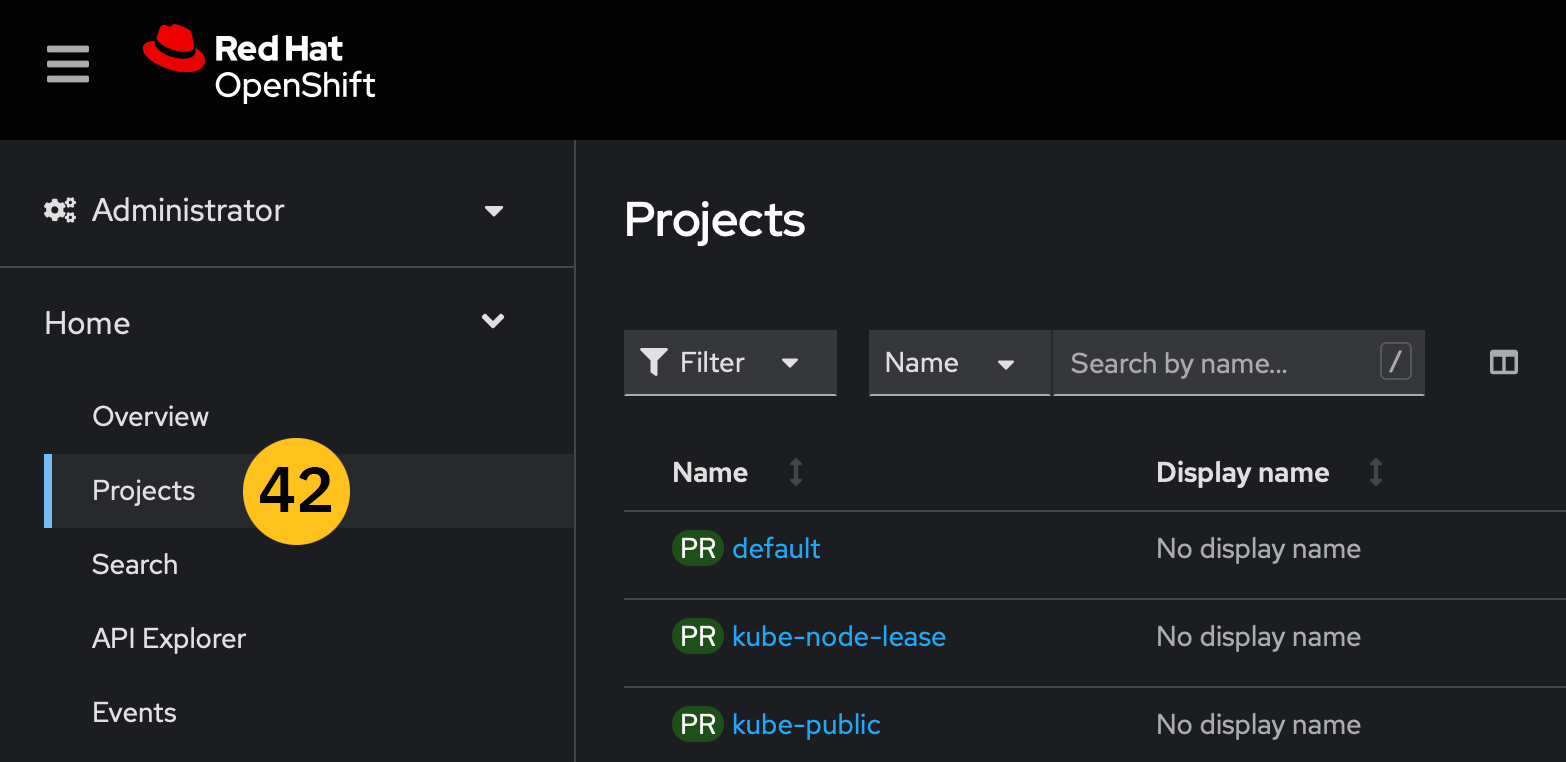 Red Hat
OpenShift
Administrator
Home
Overview
Projects 42
Search
API Explorer
Events
Projects
Filter Name Search by name... /
Name Display name
PR default No display name
PR kube-node-lease No display name
PR kube-public No display name